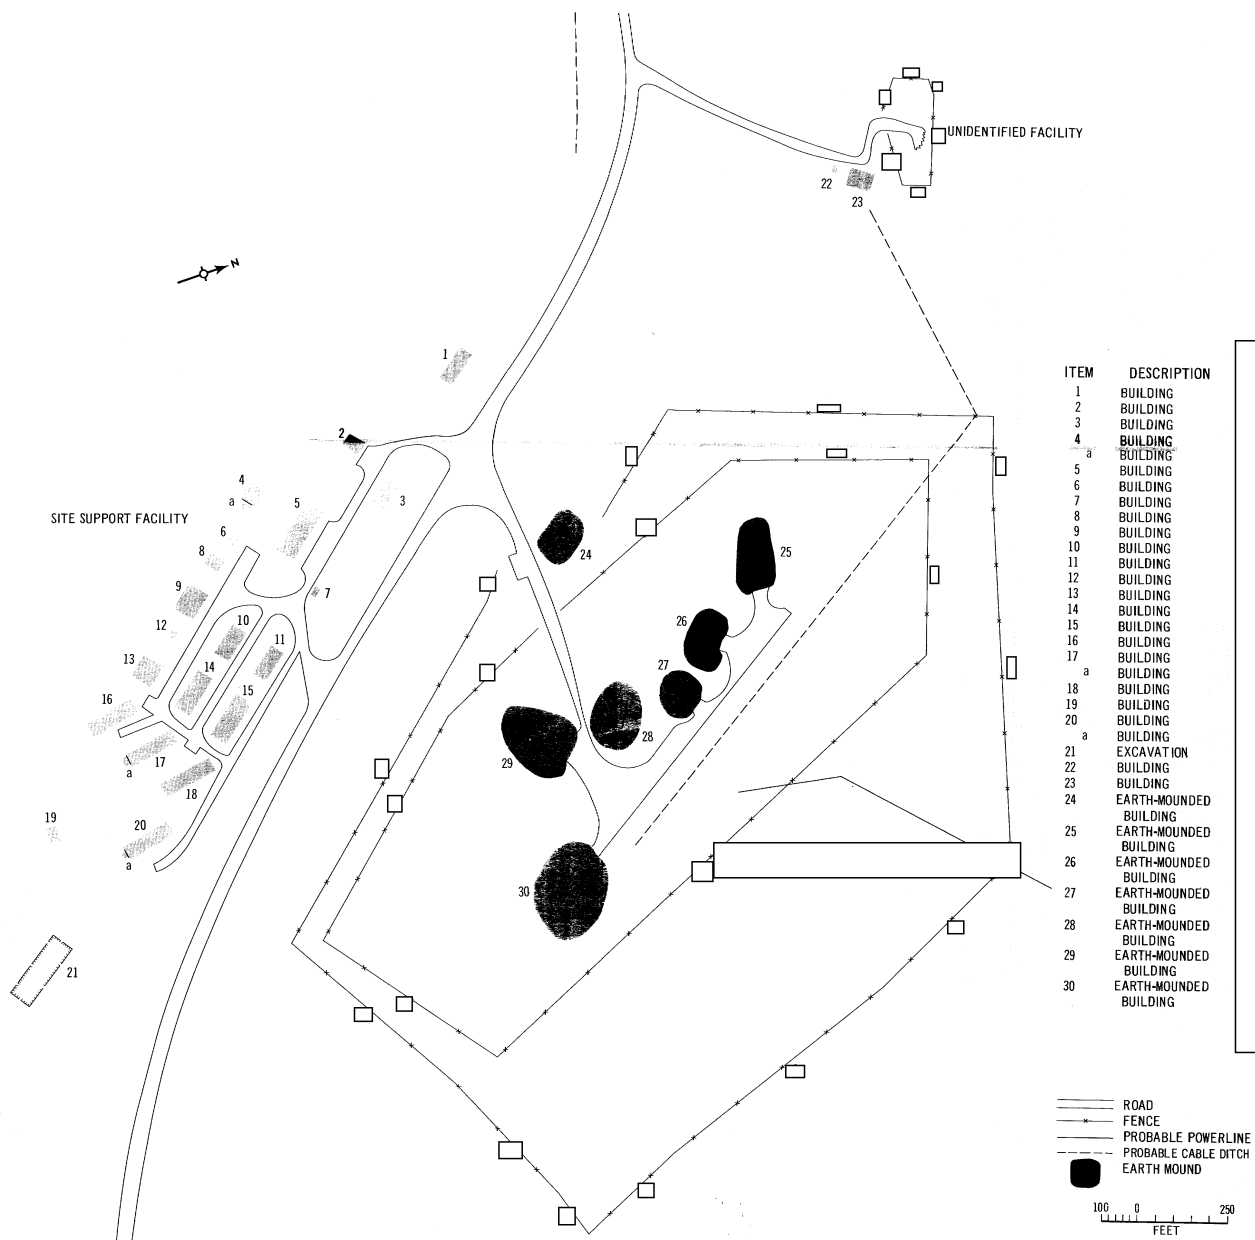 UNIDENTIFIED FACILITY
22
23
N
1
2
3
4
a
5
SITE SUPPORT FACILITY
6
8
7
9
10
11
12
13
14
15
16
17
a
18
19
20
a
21
24
25
26
27
28
29
30
ITEM DESCRIPTION
1 BUILDING
2 BUILDING
3 BUILDING
4 BUILDING
a BUILDING
5 BUILDING
6 BUILDING
7 BUILDING
8 BUILDING
9 BUILDING
10 BUILDING
11 BUILDING
12 BUILDING
13 BUILDING
14 BUILDING
15 BUILDING
16 BUILDING
17 BUILDING
a BUILDING
18 BUILDING
19 BUILDING
20 BUILDING
a BUILDING
21 EXCAVATION
22 BUILDING
23 BUILDING
24 EARTH-MOUNDED
BUILDING
25 EARTH-MOUNDED
BUILDING
26 EARTH-MOUNDED
BUILDING
27 EARTH-MOUNDED
BUILDING
28 EARTH-MOUNDED
BUILDING
29 EARTH-MOUNDED
BUILDING
30 EARTH-MOUNDED
BUILDING
ROAD
FENCE
PROBABLE POWERLINE
PROBABLE CABLE DITCH
EARTH MOUND
100 0 250
FEET